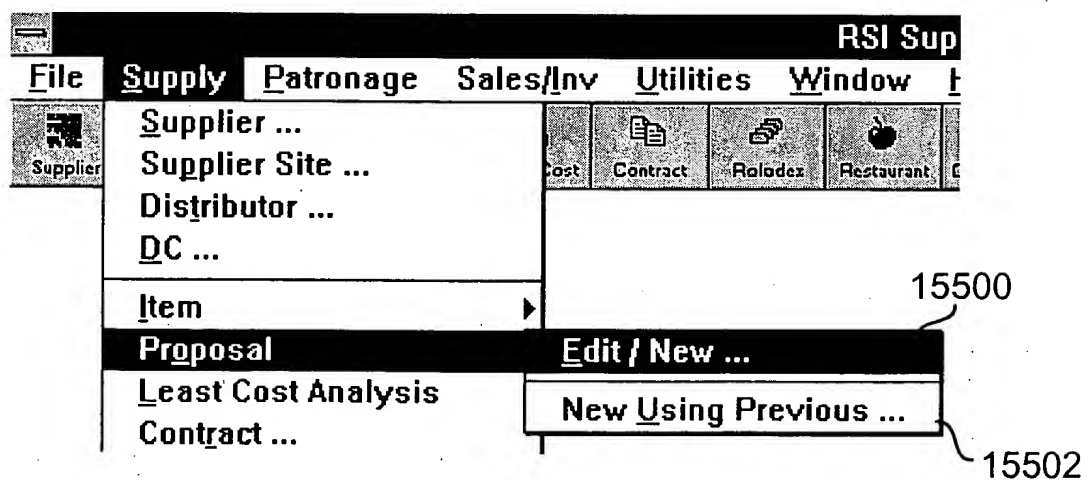 RSI Sup
File Supply Patronage Sales/Inv Utilities Window H
Supplier ...
Supplier Site ...
Distributor ...
DC ...
Supplier Cost Contract Rolodex Restaurant
Item
Proposal
Least Cost Analysis
Contract ...
Edit / New ...
New Using Previous ...
15500
15502